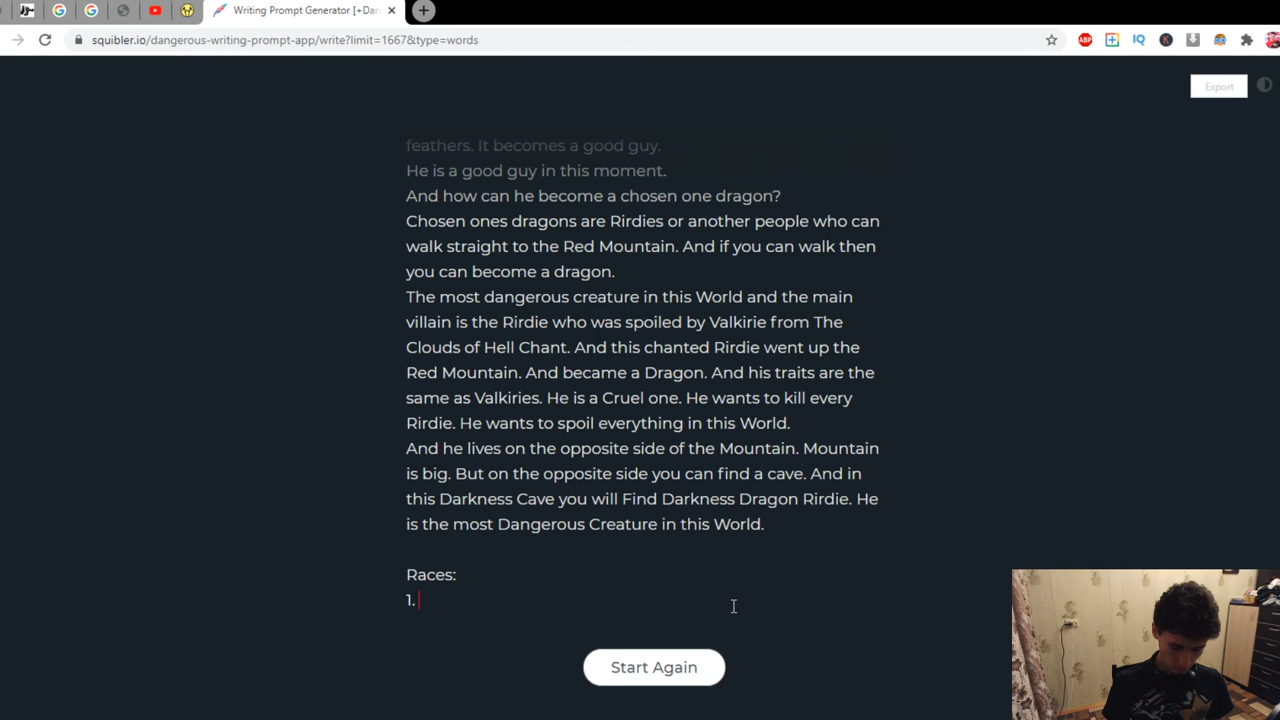 Writing Prompt Generator [+Dan
squibler.io/dangerous-writing-prompt-app/write?limit=1667&type=words
ABP
IQ
K
Export
feathers. It becomes a good guy.
He is a good guy in this moment.
And how can he become a chosen one dragon?
Chosen ones dragons are Rirdies or another people who can
walk straight to the Red Mountain. And if you can walk then
you can become a dragon.
The most dangerous creature in this World and the main
villain is the Rirdie who was spoiled by Valkirie from The
Clouds of Hell Chant. And this chanted Rirdie went up the
Red Mountain. And became a Dragon. And his traits are the
same as Valkiries. He is a Cruel one. He wants to kill every
Rirdie. He wants to spoil everything in this World.
And he lives on the opposite side of the Mountain. Mountain
is big. But on the opposite side you can find a cave. And in
this Darkness Cave you will Find Darkness Dragon Rirdie. He
is the most Dangerous Creature in this World.
Races:
1.
Start Again